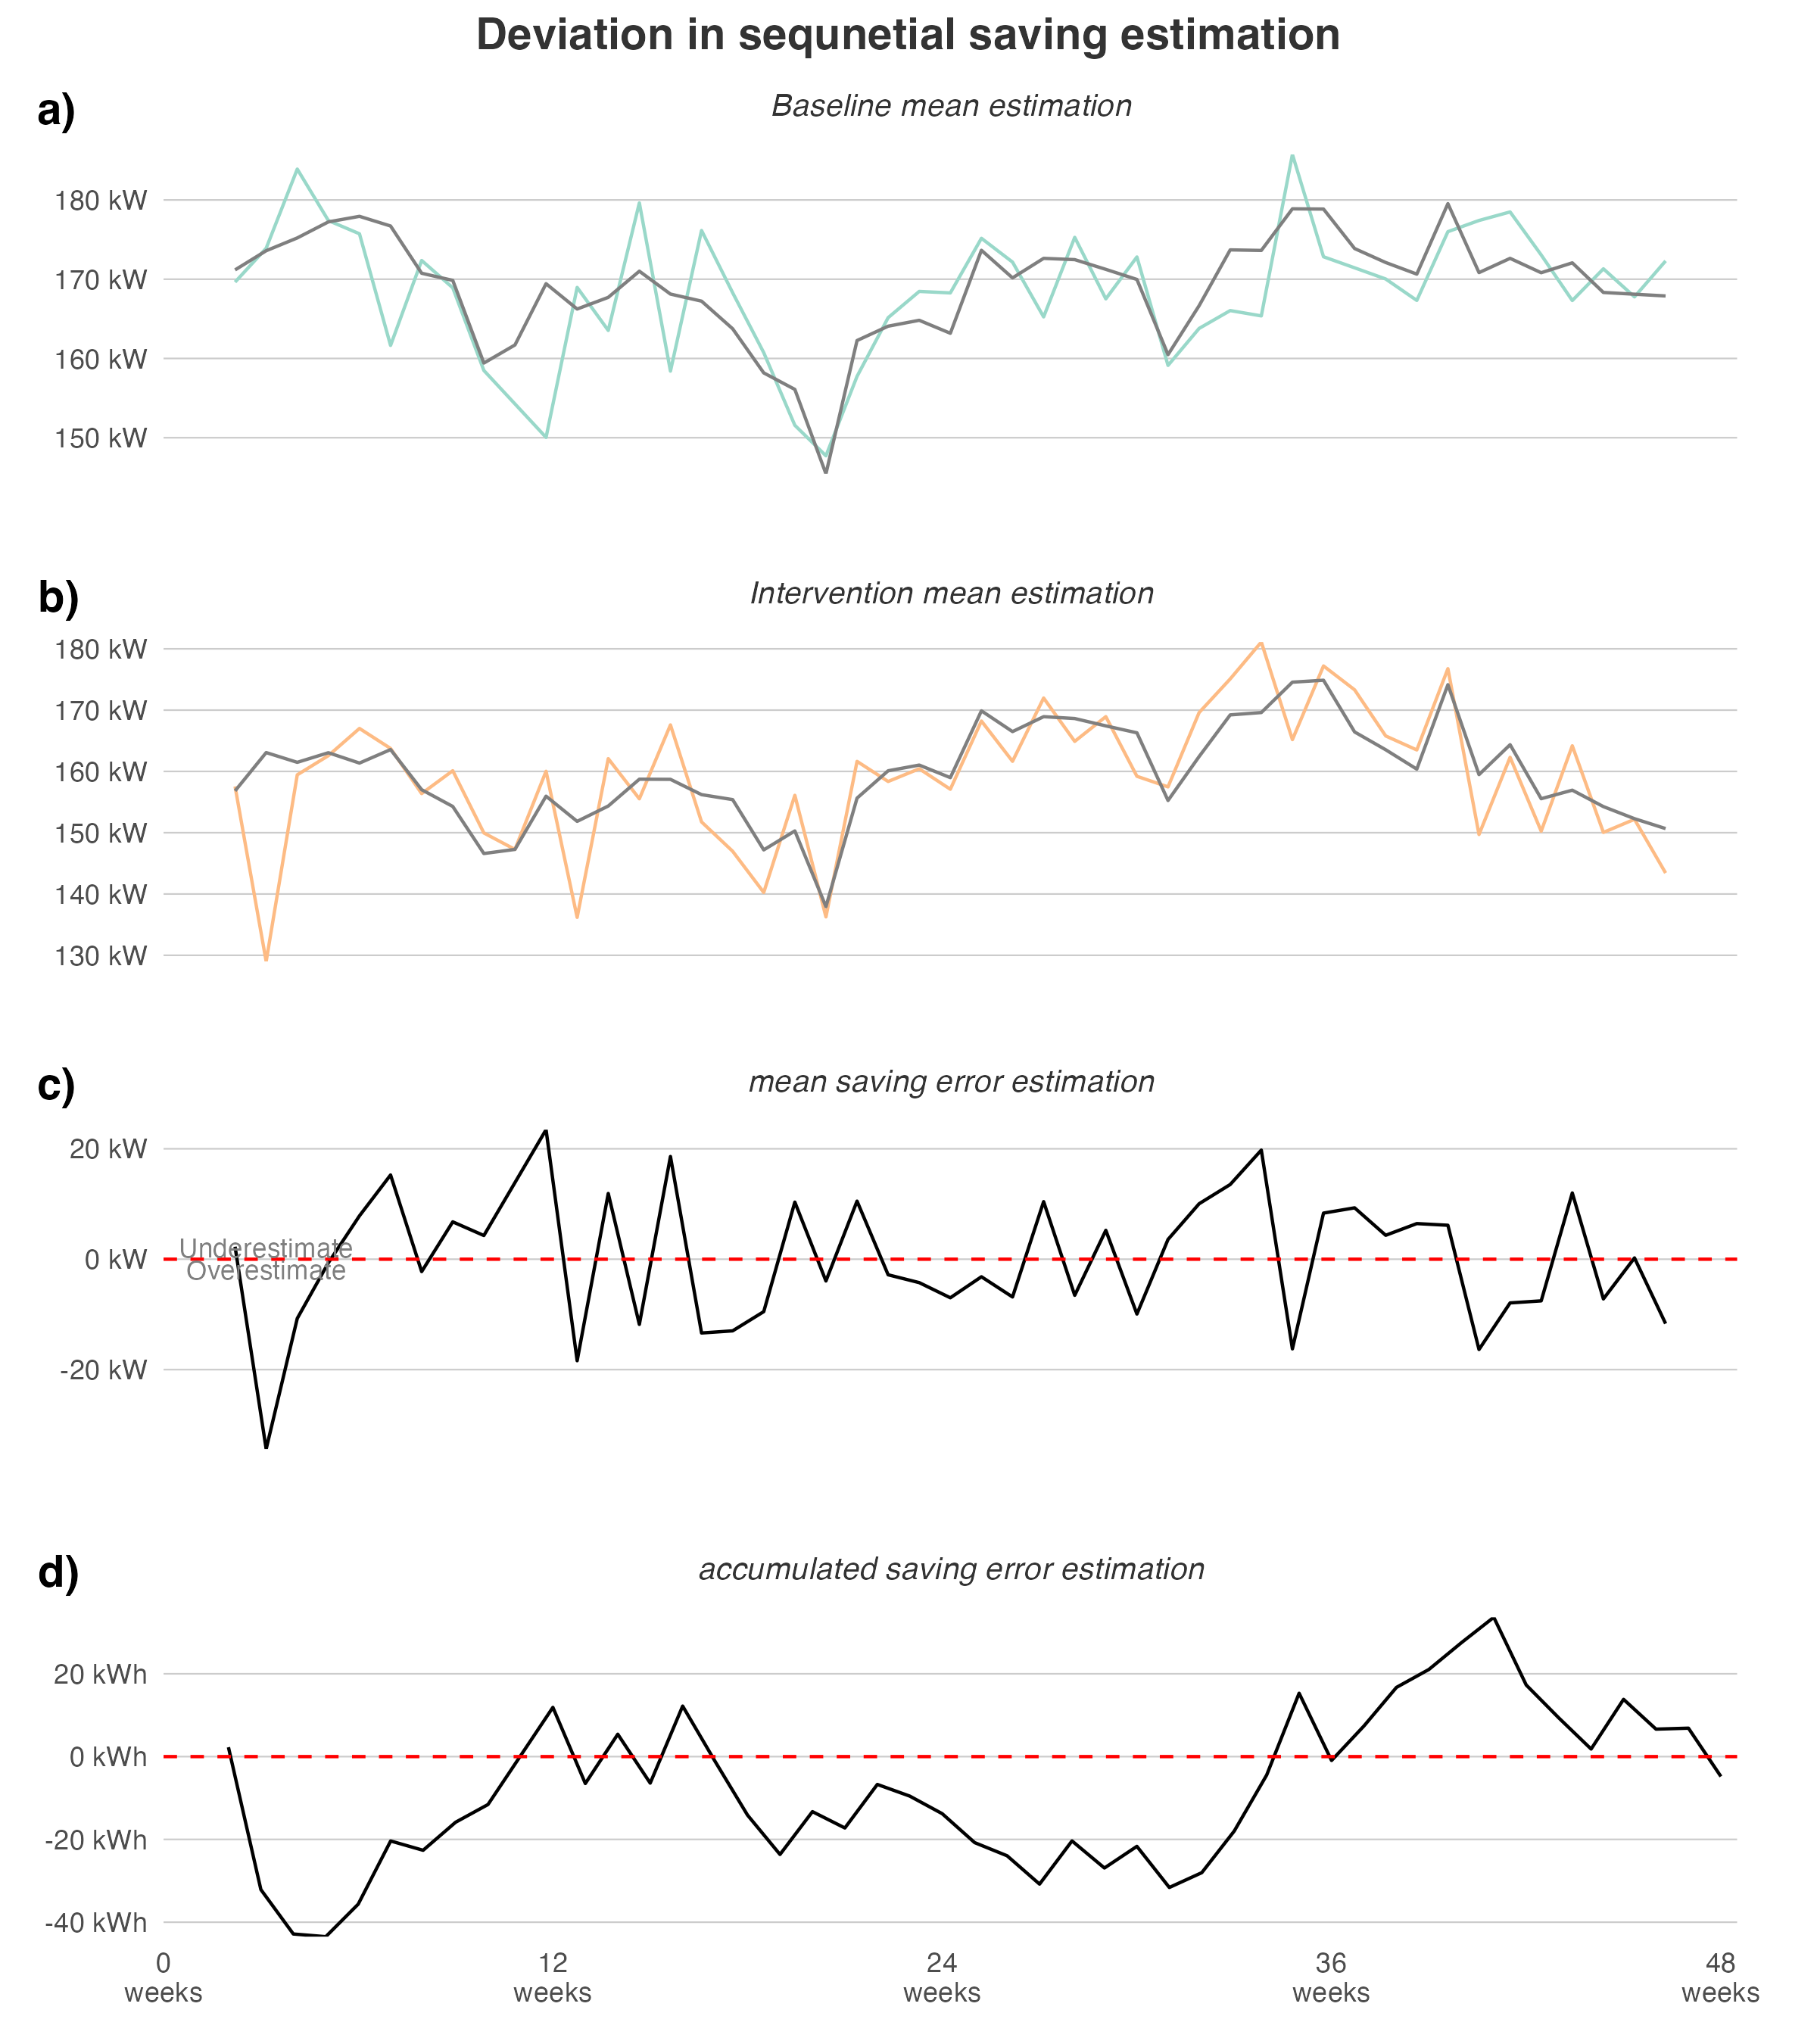 Deviation in sequnetial saving estimation
a)
Baseline mean estimation
180 kW
170 kW
160 kW
150 kW
b)
Intervention mean estimation
180 kW
170 kW
160 kW
150 kW
140 kW
130 kW
c)
mean saving error estimation
20 kW
Underestimate
0 kW
Overestimate
-20 kW
d)
accumulated saving error estimation
20 kWh
0 kWh
-20 kWh
-40 kWh
0 12 24 36 48
weeks weeks weeks weeks weeks